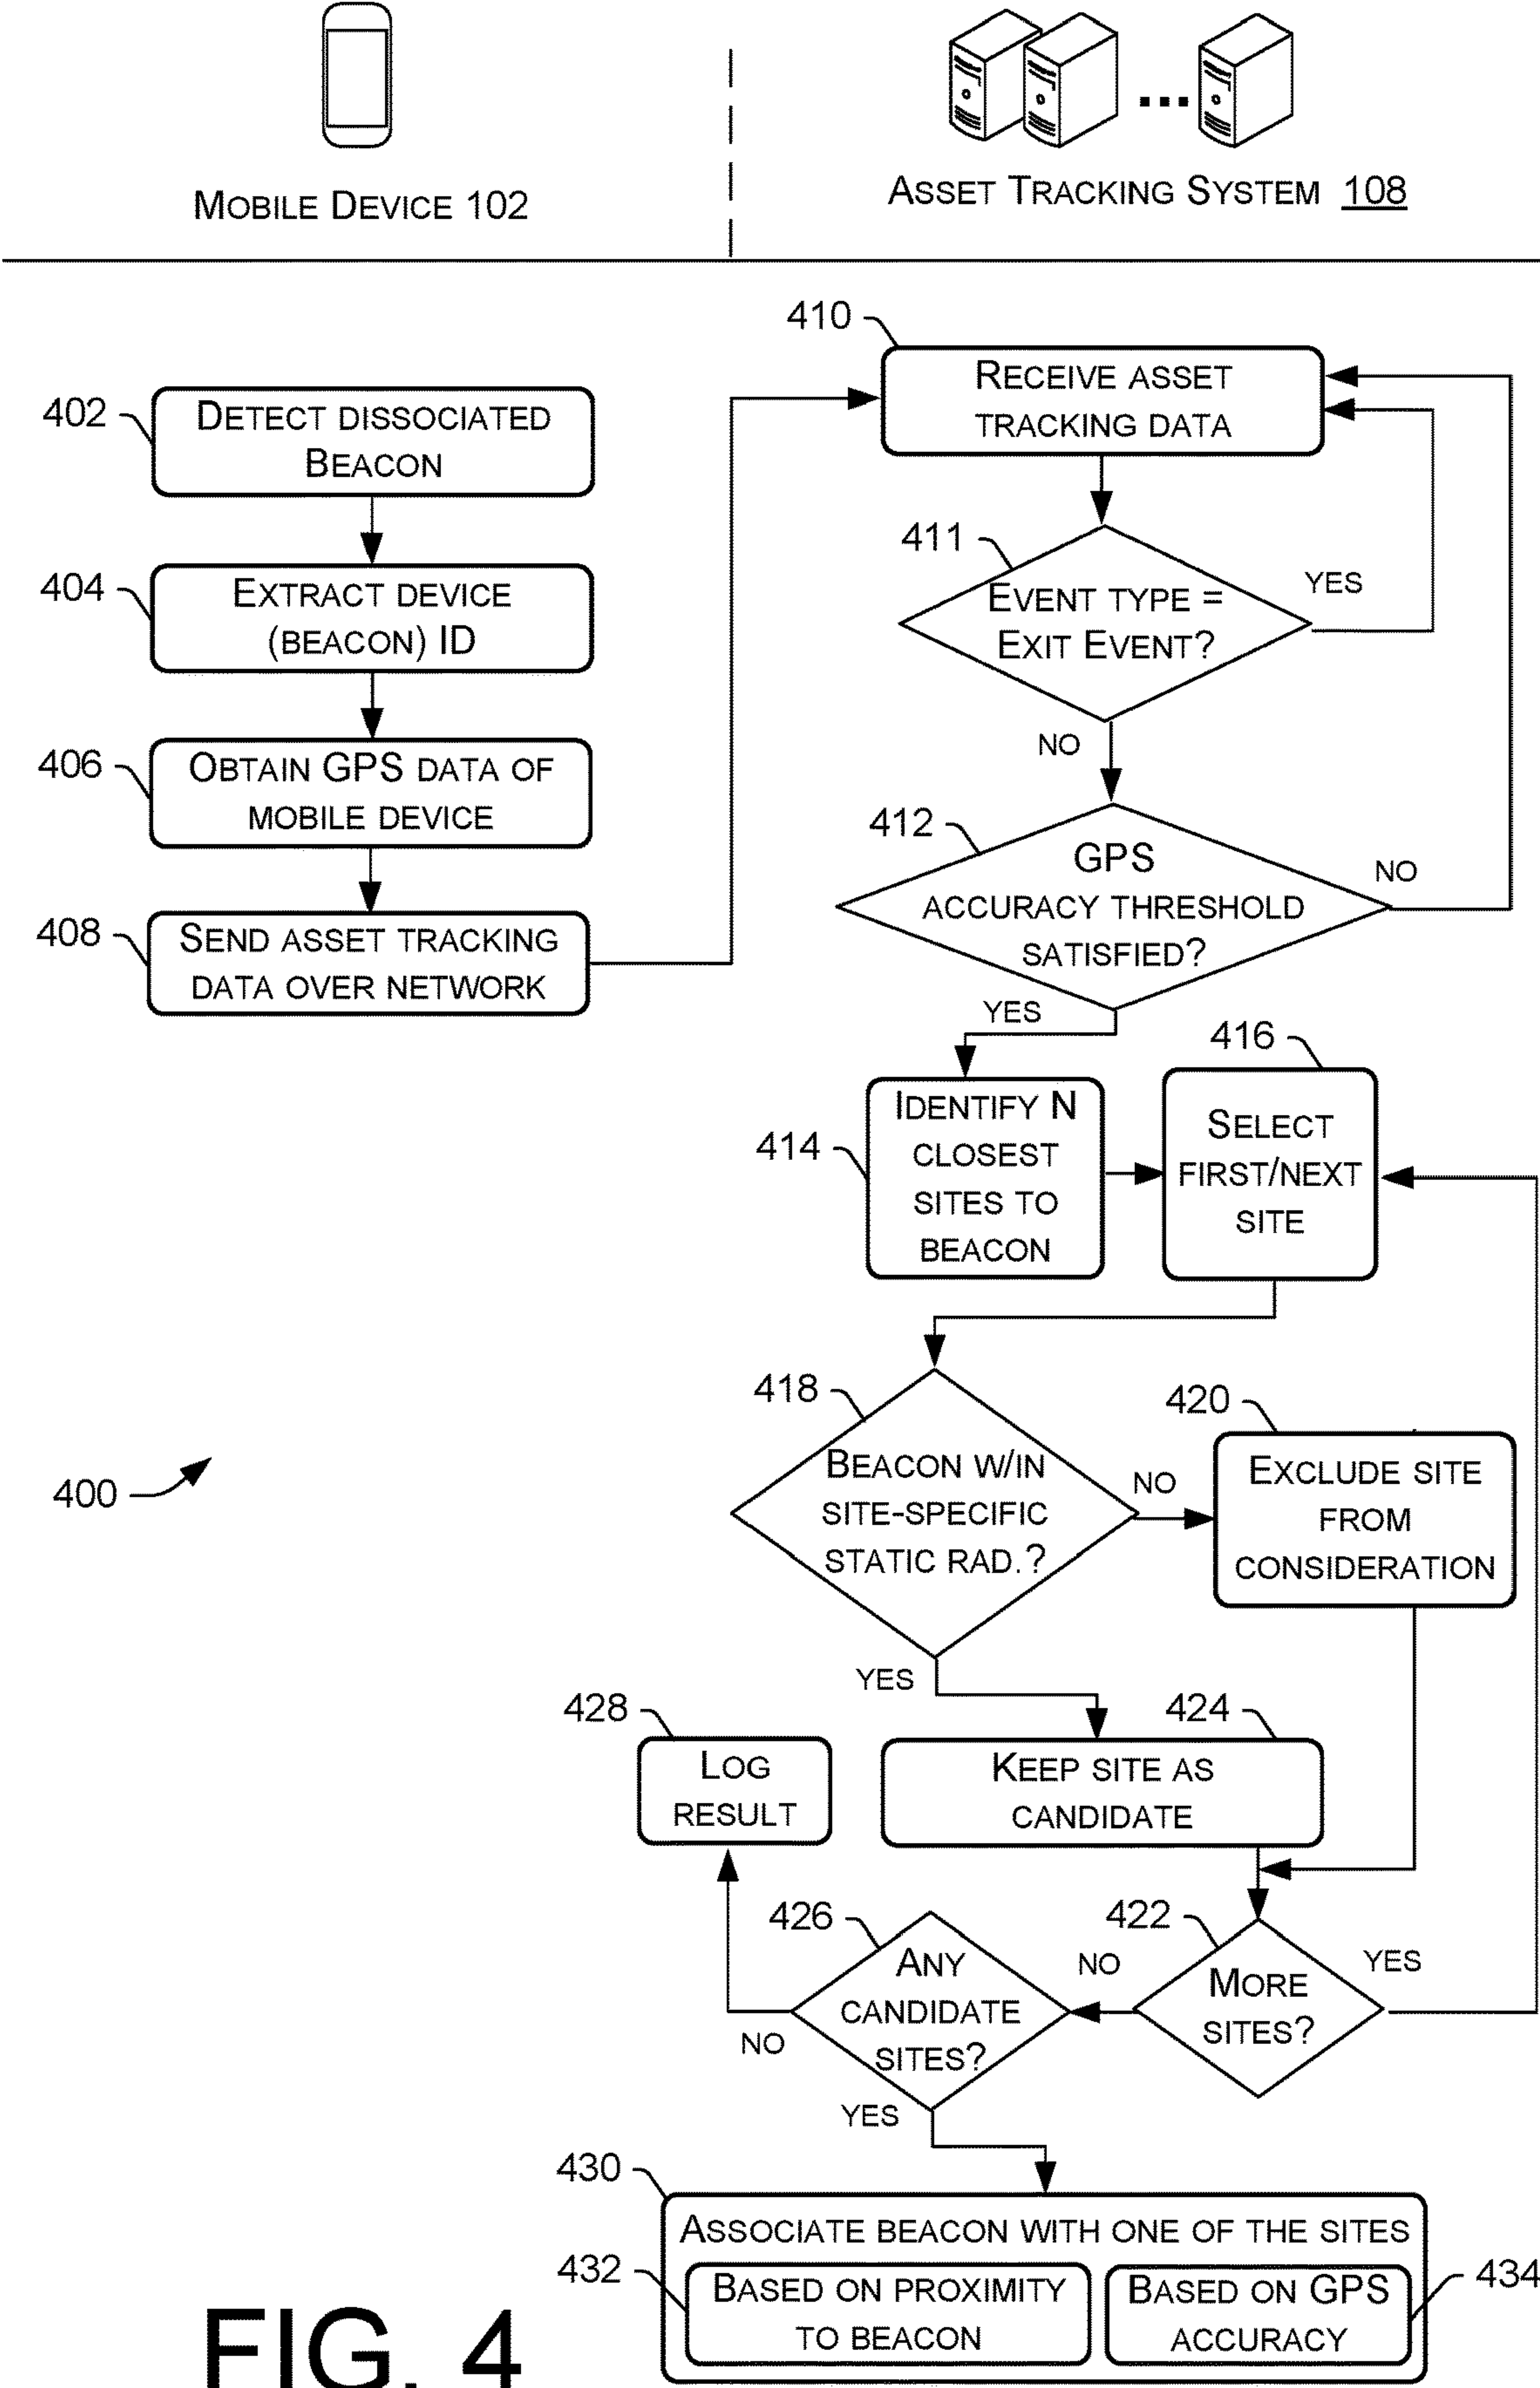 Mobile Device 102
Asset Tracking System 108
410
Receive asset
tracking data
402
Detect dissociated
Beacon
411
Event type =
Exit Event?
YES
NO
404
Extract device
(beacon) ID
406
Obtain GPS data of
mobile device
412
GPS
accuracy threshold
satisfied?
NO
YES
408
Send asset tracking
data over network
414
Identify N
closest
sites to
beacon
416
Select
first/next
site
418
Beacon w/in
site-specific
static rad.?
NO
YES
420
Exclude site
from
consideration
400
428
Log
result
424
Keep site as
candidate
426
Any
candidate
sites?
NO
YES
422
More
sites?
NO
YES
430
Associate beacon with one of the sites
432
Based on proximity
to beacon
Based on GPS
accuracy
434
FIG. 4